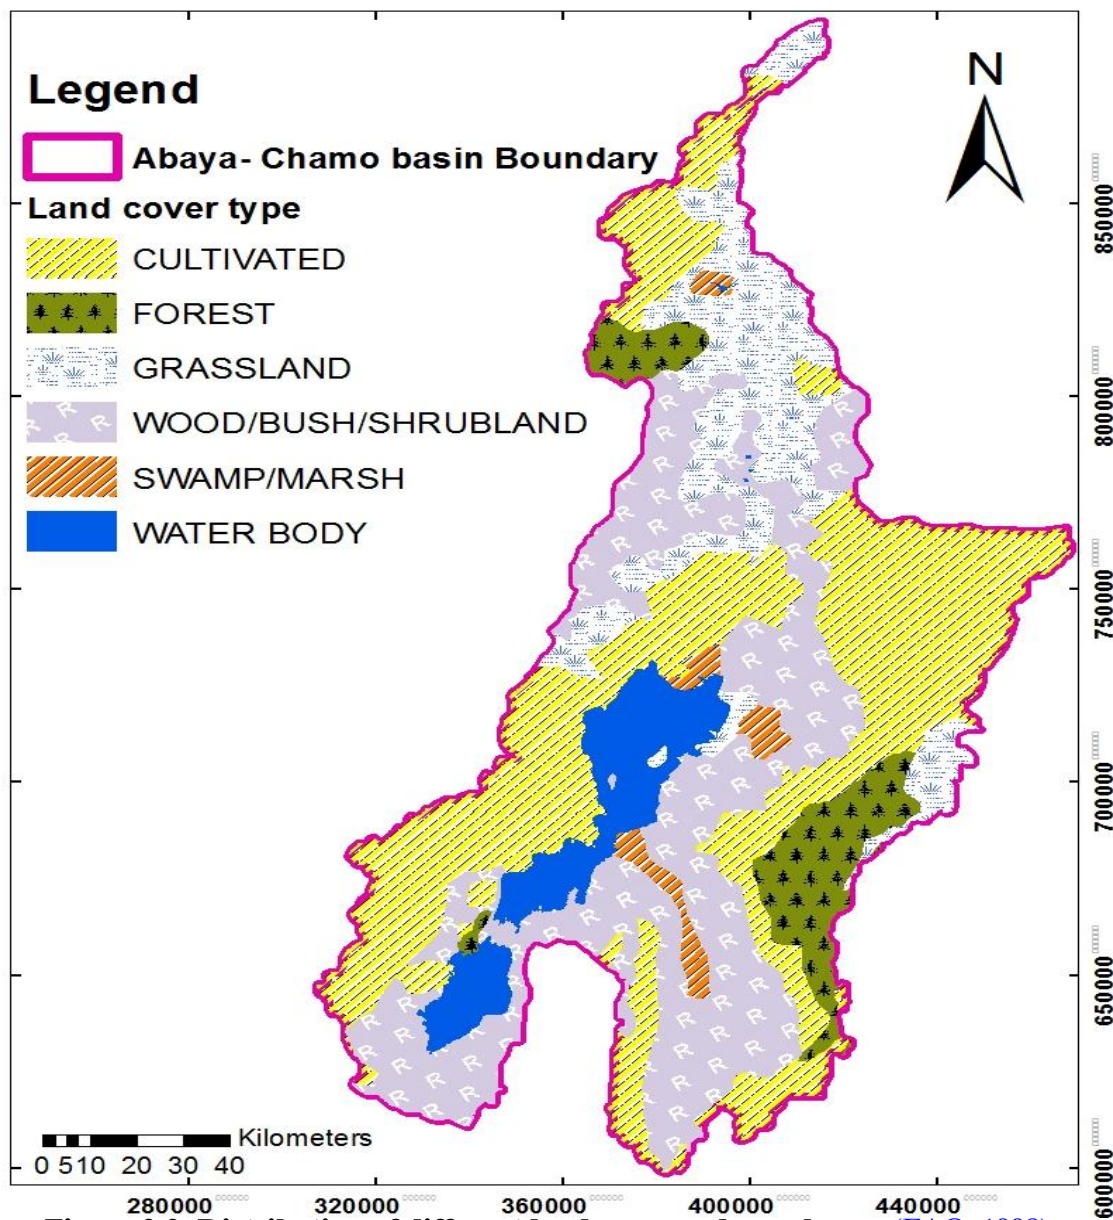 N
Legend
Abaya- Chamo basin Boundary
Land cover type
CULTIVATED
FOREST
GRASSLAND
WOOD/BUSH/SHRUBLAND
SWAMP/MARSH
WATER BODY
850000
800000
750000
700000
650000
600000
Kilometers
0 5 10 20 30 40
280000 320000 360000 400000 440000